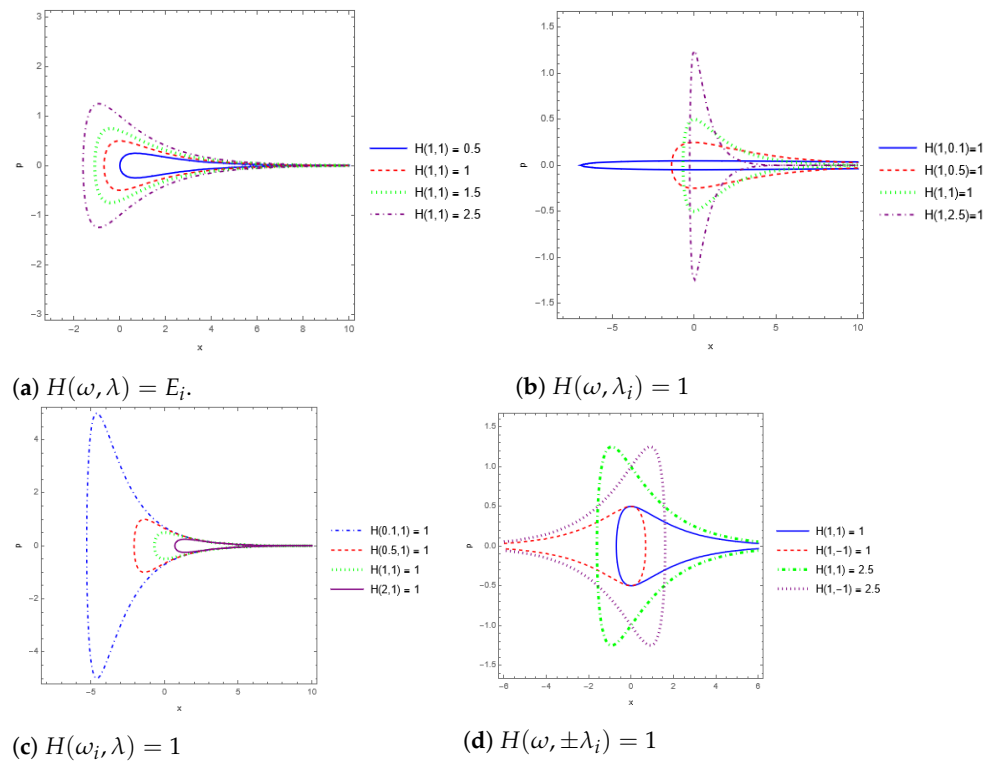 3
2
1
0
−1
−2
−3
P
−2 0 2 4 6 8 10
x
H(1,1) = 0.5
H(1,1) = 1
H(1,1) = 1.5
H(1,1) = 2.5
(a) H(ω, λ) = E_i.
1.5
1.0
0.5
0.0
−0.5
−1.0
−1.5
P
−5 0 5 10
x
H(1,0.1)=1
H(1,0.5)=1
H(1,1)=1
H(1,2.5)=1
(b) H(ω, λ_i) = 1
4
2
0
−2
−4
P
−5 0 5 10
x
H(0.1,1) = 1
H(0.5,1) = 1
H(1,1) = 1
H(2,1) = 1
(c) H(ω_i, λ) = 1
1.5
1.0
0.5
0.0
−0.5
−1.0
−1.5
P
−6 −4 −2 0 2 4 6
x
H(1,1) = 1
H(1,−1) = 1
H(1,1) = 2.5
H(1,−1) = 2.5
(d) H(ω, ±λ_i) = 1